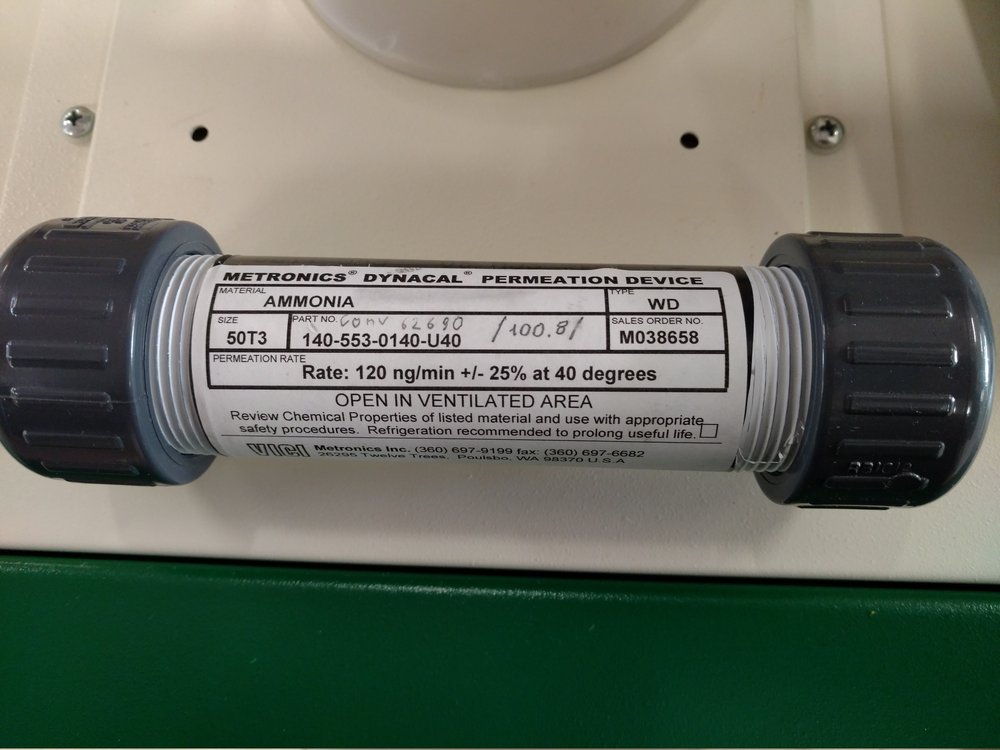 METRONICS® DYNACAL® PERMEATION DEVICE
MATERIAL
AMMONIA
TYPE
WD
SIZE
50T3
PART NO. Conv 62690 /100.8/
140-553-0140-U40
SALES ORDER NO.
M038658
PERMEATION RATE
Rate: 120 ng/min +/- 25% at 40 degrees
OPEN IN VENTILATED AREA
Review Chemical Properties of listed material and use with appropriate
safety procedures. Refrigeration recommended to prolong useful life.
VICI Metronics Inc. (360) 697-9199 fax: (360) 697-6682
26295 Twelve Trees, Poulsbo, WA 98370 U.S.A